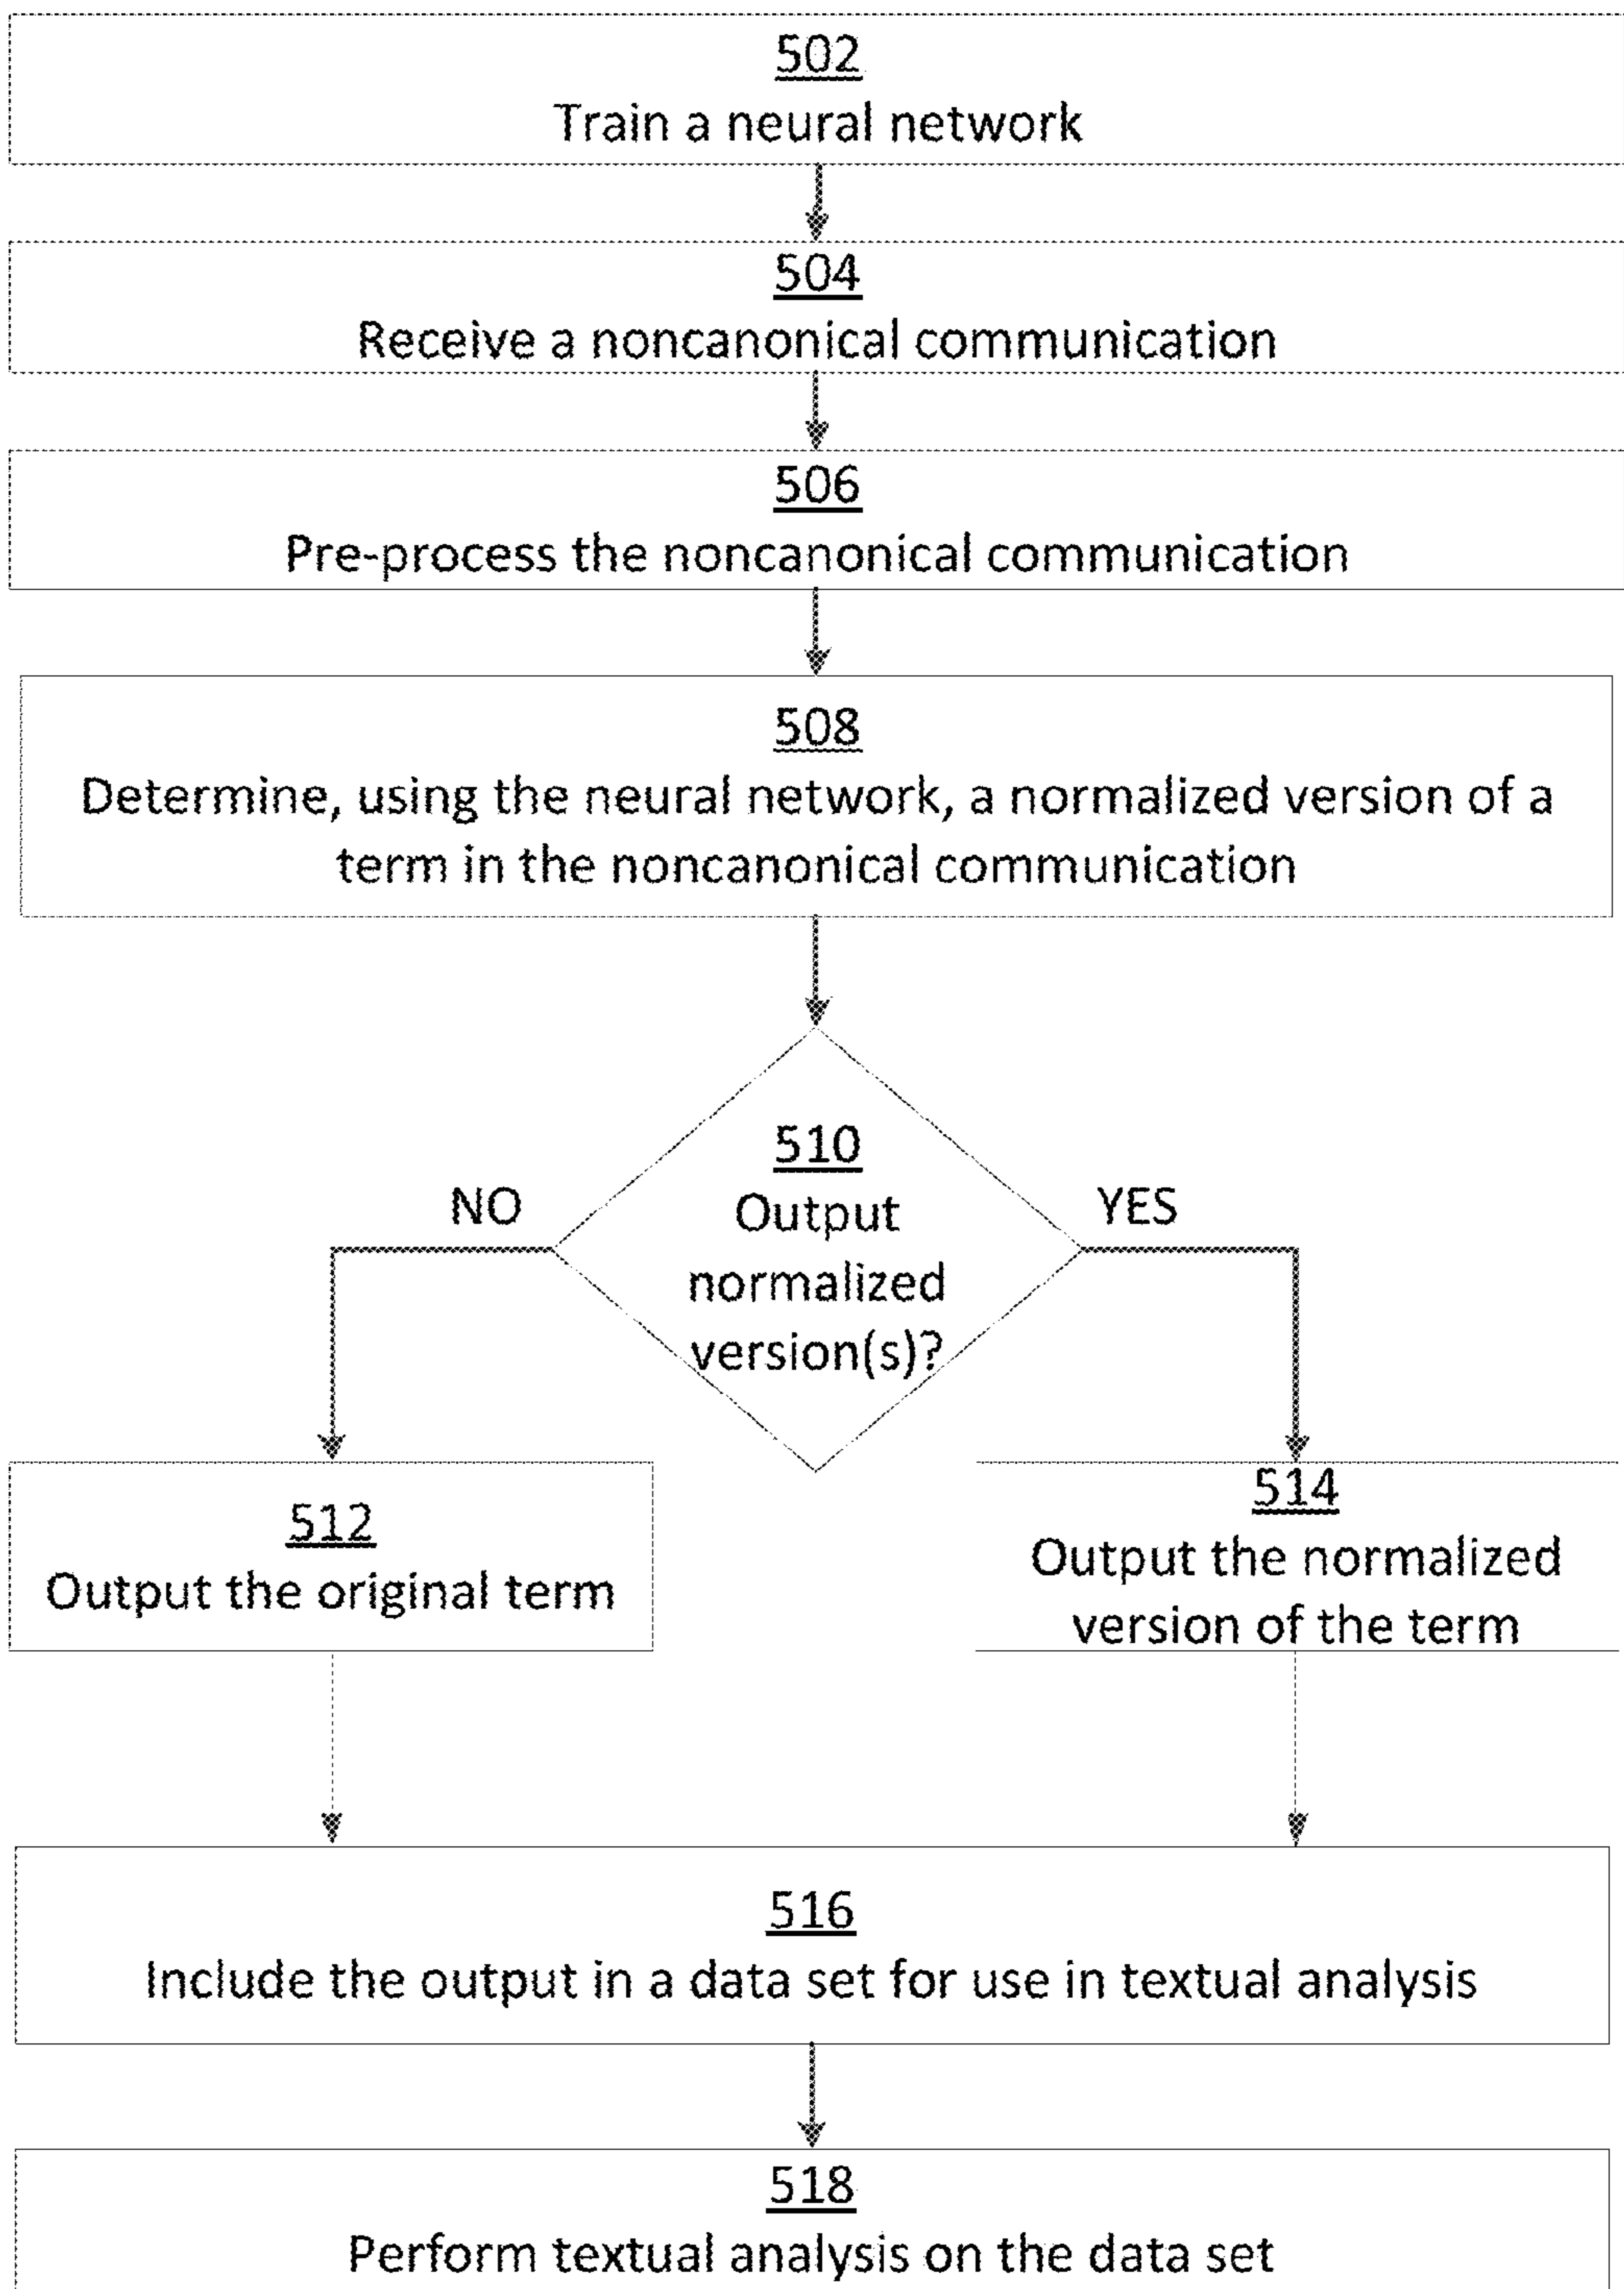 502
Train a neural network
504
Receive a noncanonical communication
506
Pre-process the noncanonical communication
508
Determine, using the neural network, a normalized version of a
term in the noncanonical communication
510
Output
normalized
version(s)?
NO
YES
512
Output the original term
514
Output the normalized
version of the term
516
Include the output in a data set for use in textual analysis
518
Perform textual analysis on the data set